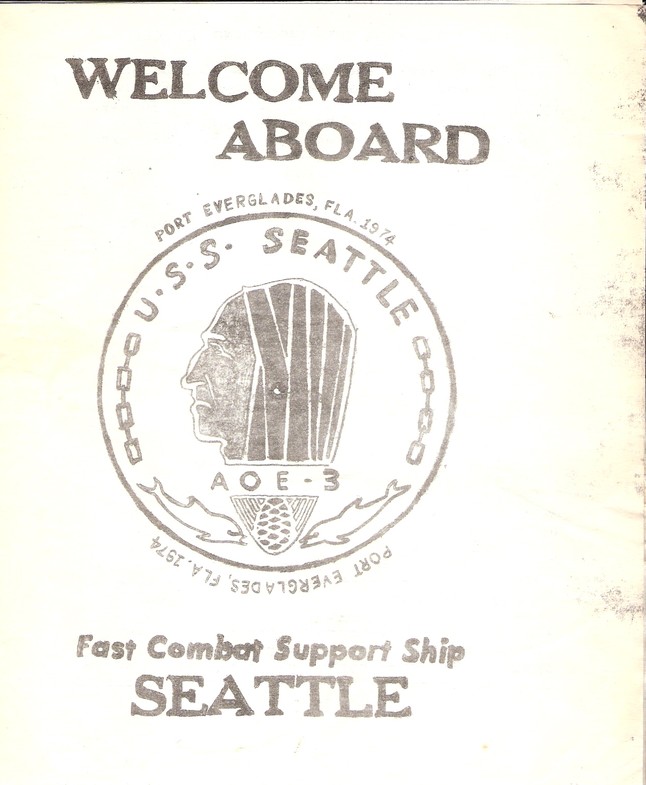 WELCOME
ABOARD
PORT EVERGLADES, FLA. 1974
U·S·S· SEATTLE
AOE-3
PORT EVERGLADES, FLA. 1974
Fast Combat Support Ship
SEATTLE